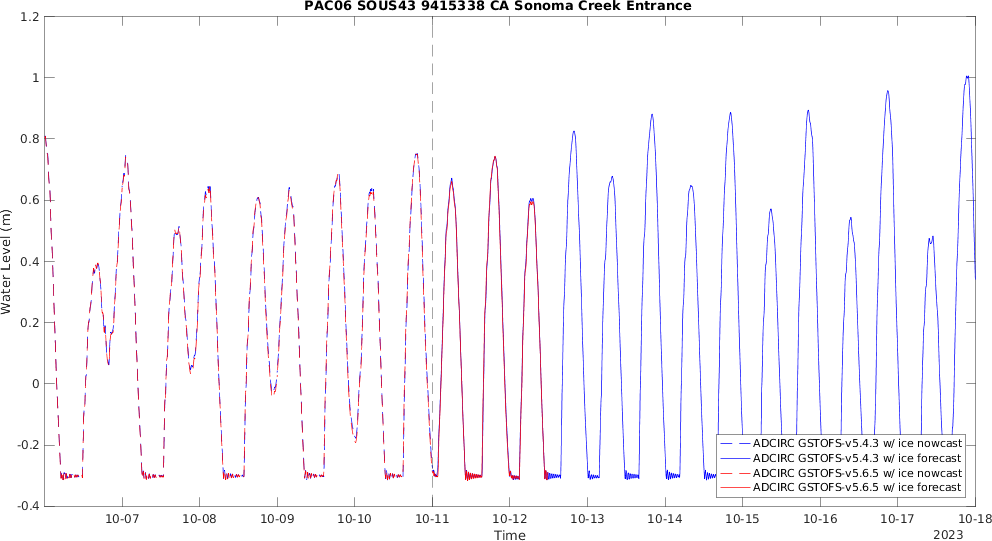 PAC06 SOUS43 9415338 CA Sonoma Creek Entrance
Water Level (m)
1.2
1
0.8
0.6
0.4
0.2
0
-0.2
-0.4
ADCIRC GSTOFS-v5.4.3 w/ ice nowcast
ADCIRC GSTOFS-v5.4.3 w/ ice forecast
ADCIRC GSTOFS-v5.6.5 w/ ice nowcast
ADCIRC GSTOFS-v5.6.5 w/ ice forecast
10-07 10-08 10-09 10-10 10-11 10-12 10-13 10-14 10-15 10-16 10-17 10-18
Time
2023